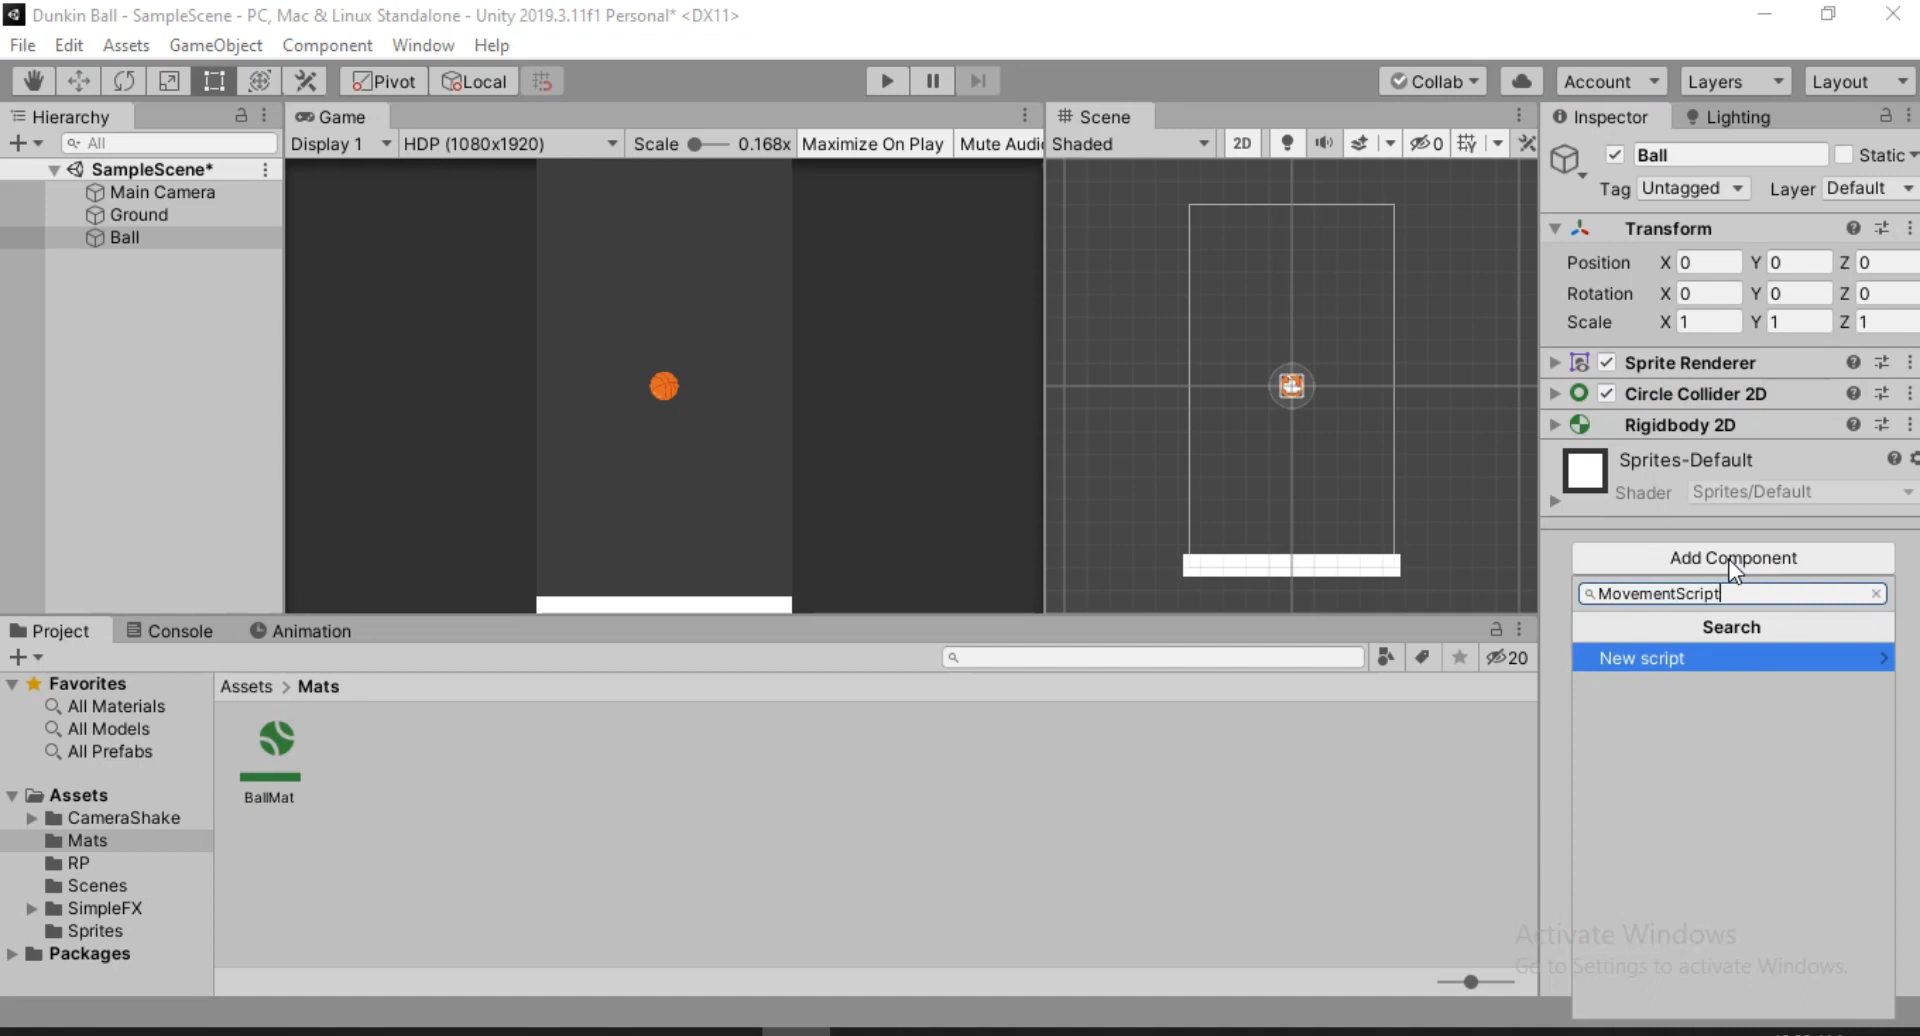 Dunkin Ball - SampleScene - PC, Mac & Linux Standalone - Unity 2019.3.11f1 Personal* <DX11>
File Edit Assets GameObject Component Window Help
Pivot Local Collab Account Layers Layout
Hierarchy
All
SampleScene*
Main Camera
Ground
Ball
Game
Display 1 HDP (1080x1920) Scale 0.168x Maximize On Play Mute Audi
Scene
Shaded 2D 0
Inspector Lighting
Ball Static
Tag Untagged Layer Default
Transform
Position X 0 Y 0 Z 0
Rotation X 0 Y 0 Z 0
Scale X 1 Y 1 Z 1
Sprite Renderer
Circle Collider 2D
Rigidbody 2D
Sprites-Default
Shader Sprites/Default
Add Component
MovementScript
Search
New script
Project Console Animation
20
Favorites
All Materials
All Models
All Prefabs
Assets
CameraShake
Mats
RP
Scenes
SimpleFX
Sprites
Packages
Assets > Mats
BallMat
Activate Windows
Go to Settings to activate Windows.